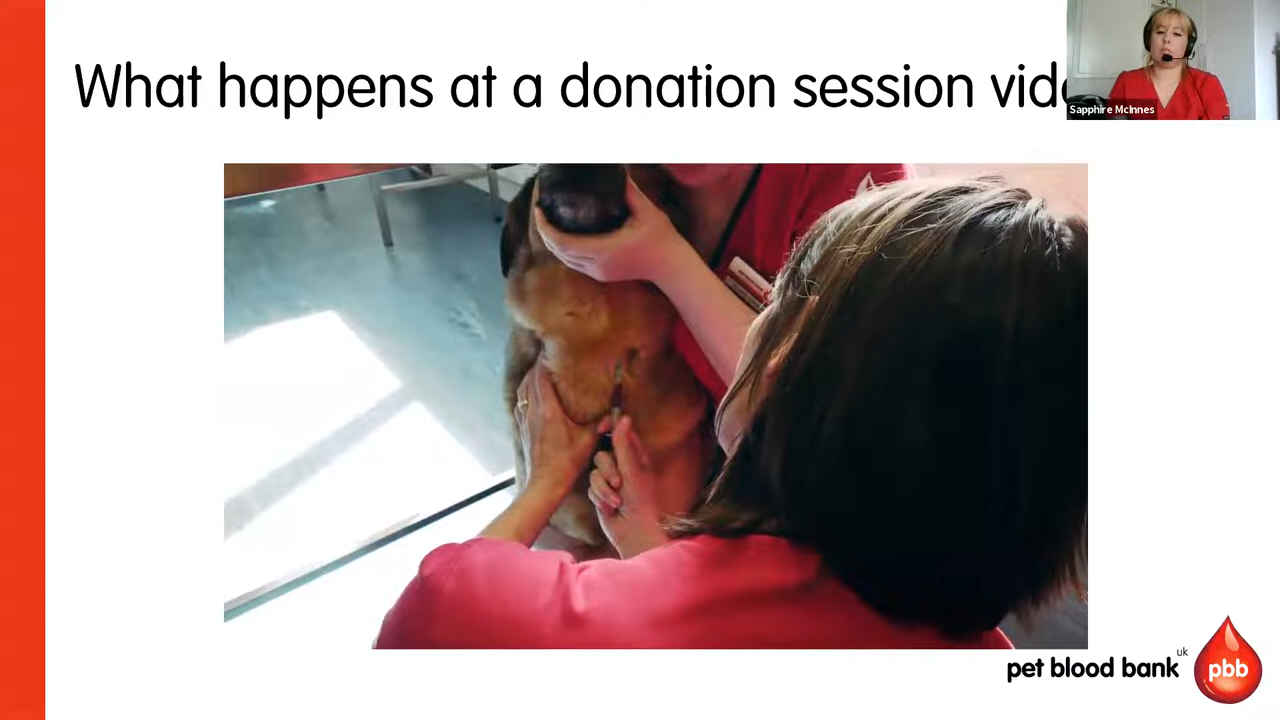 What happens at a donation session vid
Sapphire McInnes
pet blood bank uk
pbb